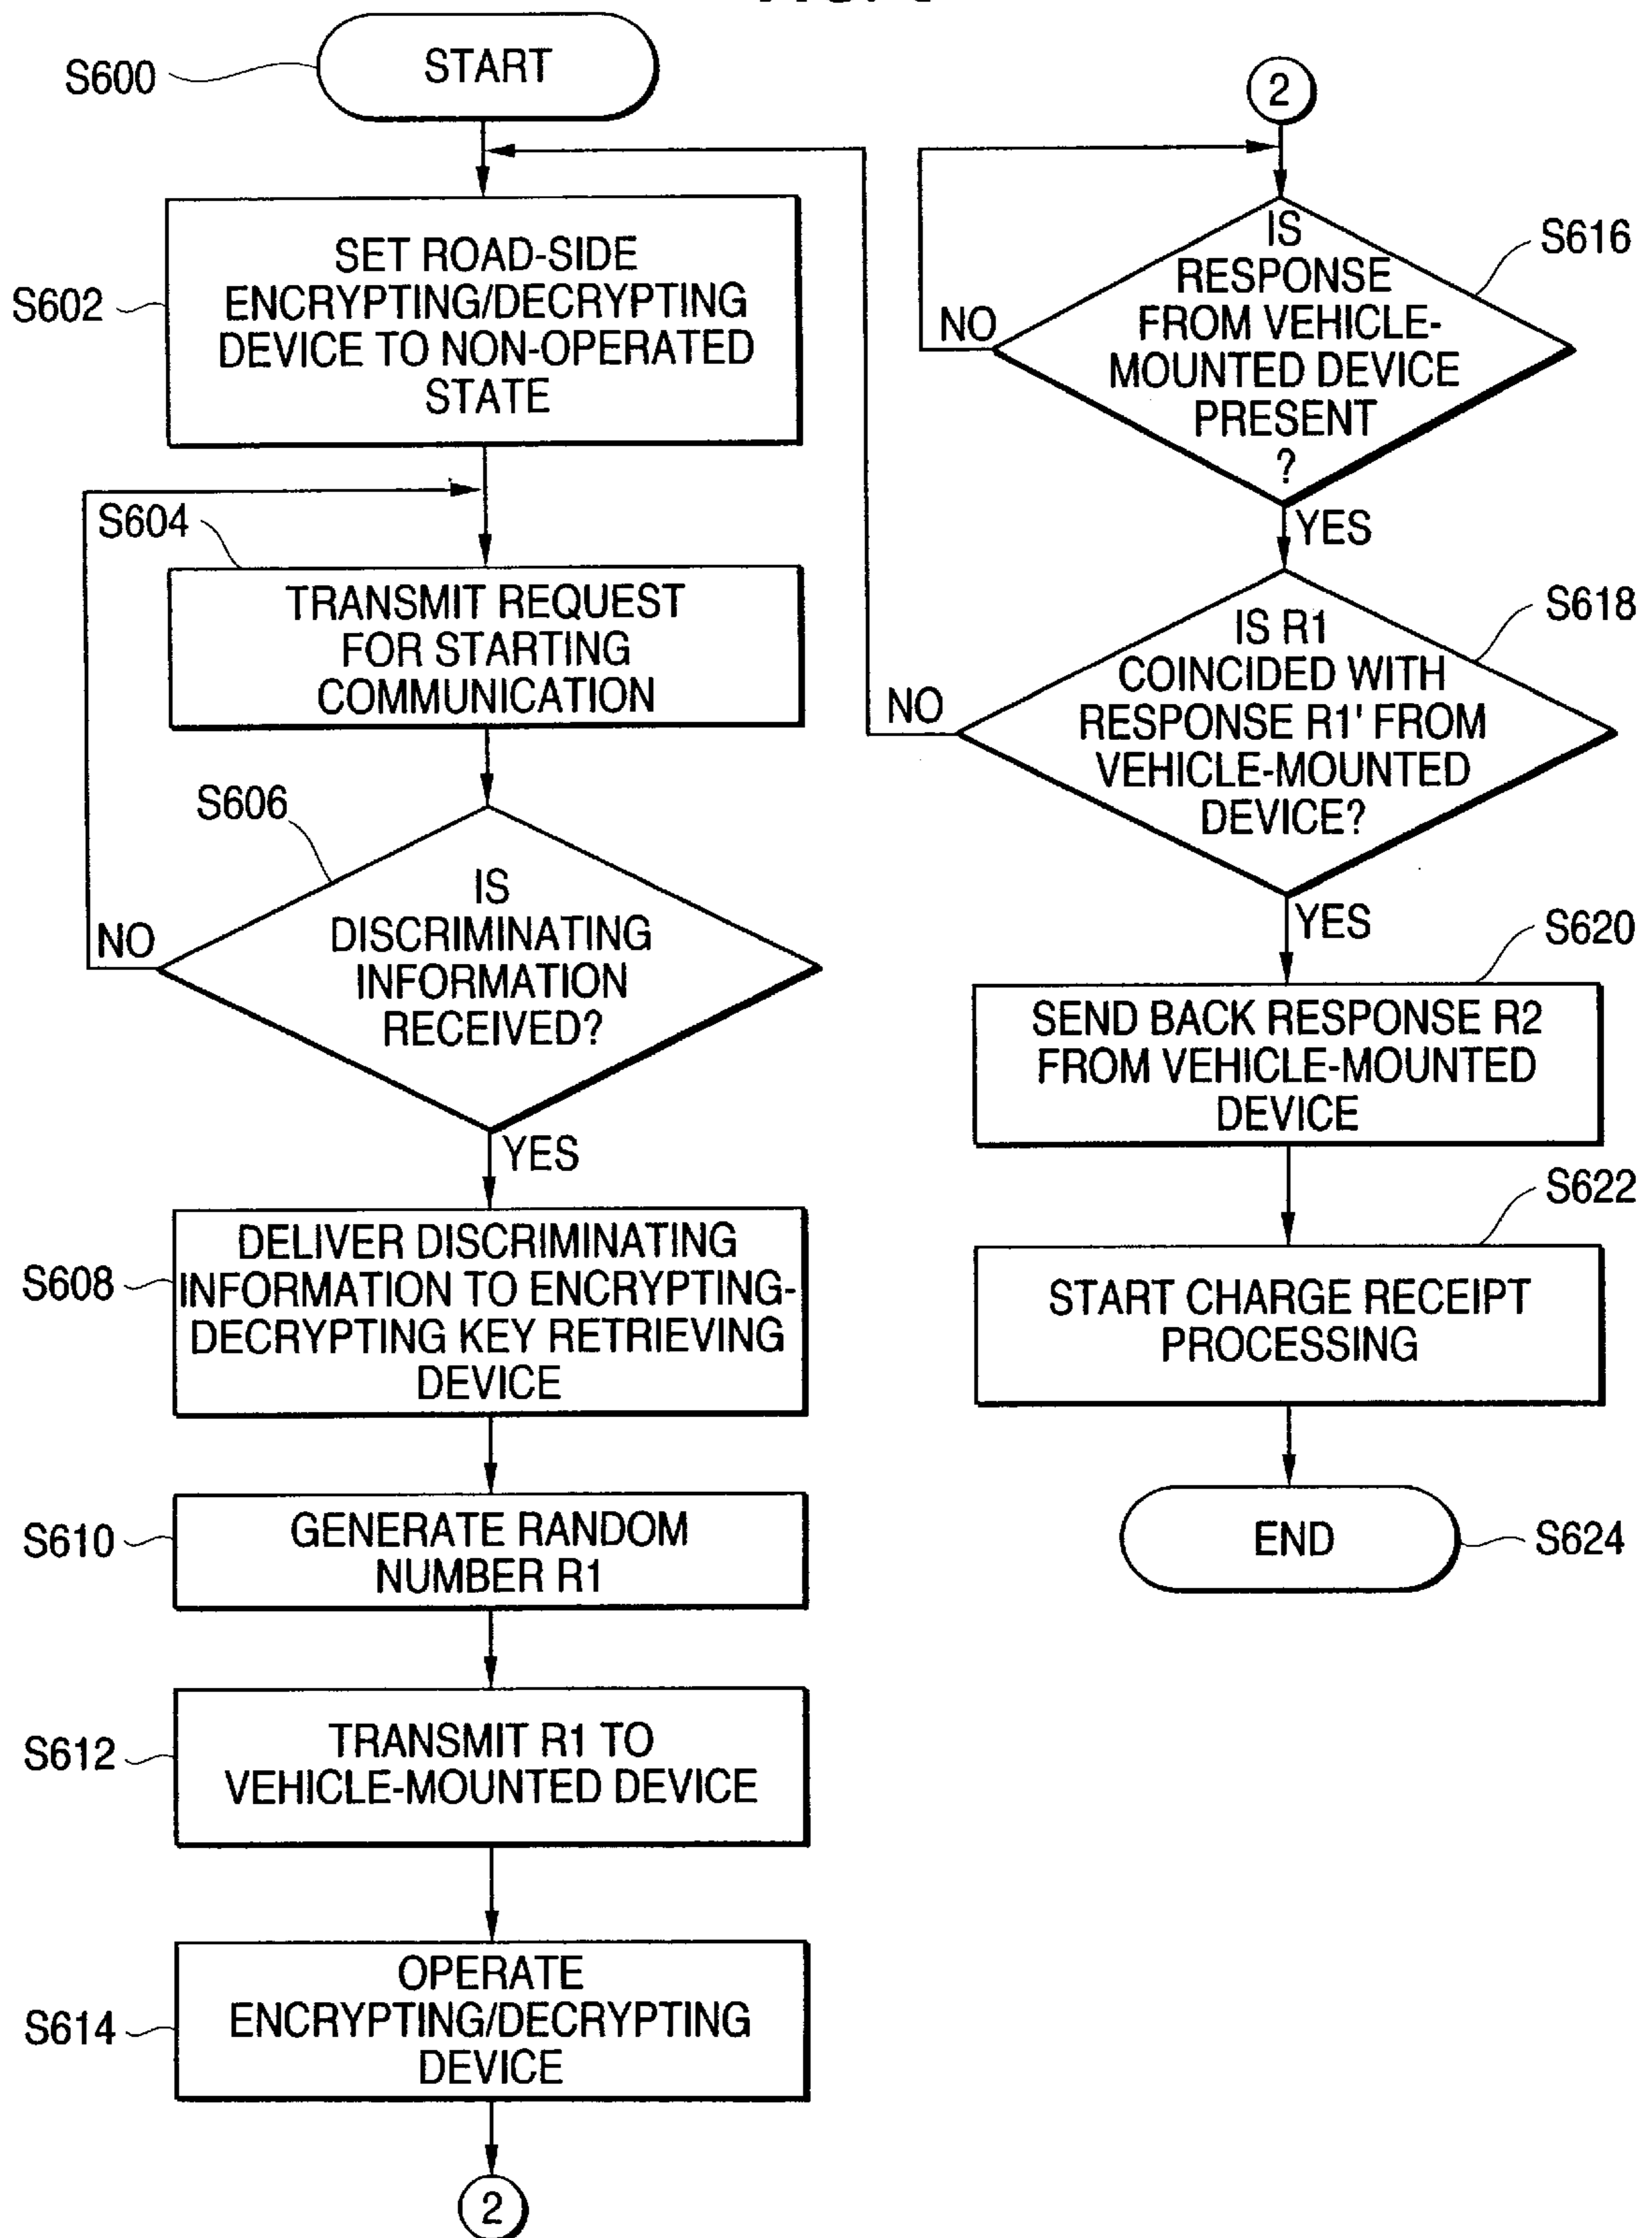 S600
START
S602
SET ROAD-SIDE
ENCRYPTING/DECRYPTING
DEVICE TO NON-OPERATED
STATE
S604
TRANSMIT REQUEST
FOR STARTING
COMMUNICATION
S606
IS
DISCRIMINATING
INFORMATION
RECEIVED?
NO
YES
S608
DELIVER DISCRIMINATING
INFORMATION TO ENCRYPTING-
DECRYPTING KEY RETRIEVING
DEVICE
S610
GENERATE RANDOM
NUMBER R1
S612
TRANSMIT R1 TO
VEHICLE-MOUNTED DEVICE
S614
OPERATE
ENCRYPTING/DECRYPTING
DEVICE
2
2
S616
IS
RESPONSE
FROM VEHICLE-
MOUNTED DEVICE
PRESENT
?
NO
YES
S618
IS R1
COINCIDED WITH
RESPONSE R1' FROM
VEHICLE-MOUNTED
DEVICE?
NO
YES
S620
SEND BACK RESPONSE R2
FROM VEHICLE-MOUNTED
DEVICE
S622
START CHARGE RECEIPT
PROCESSING
END
S624